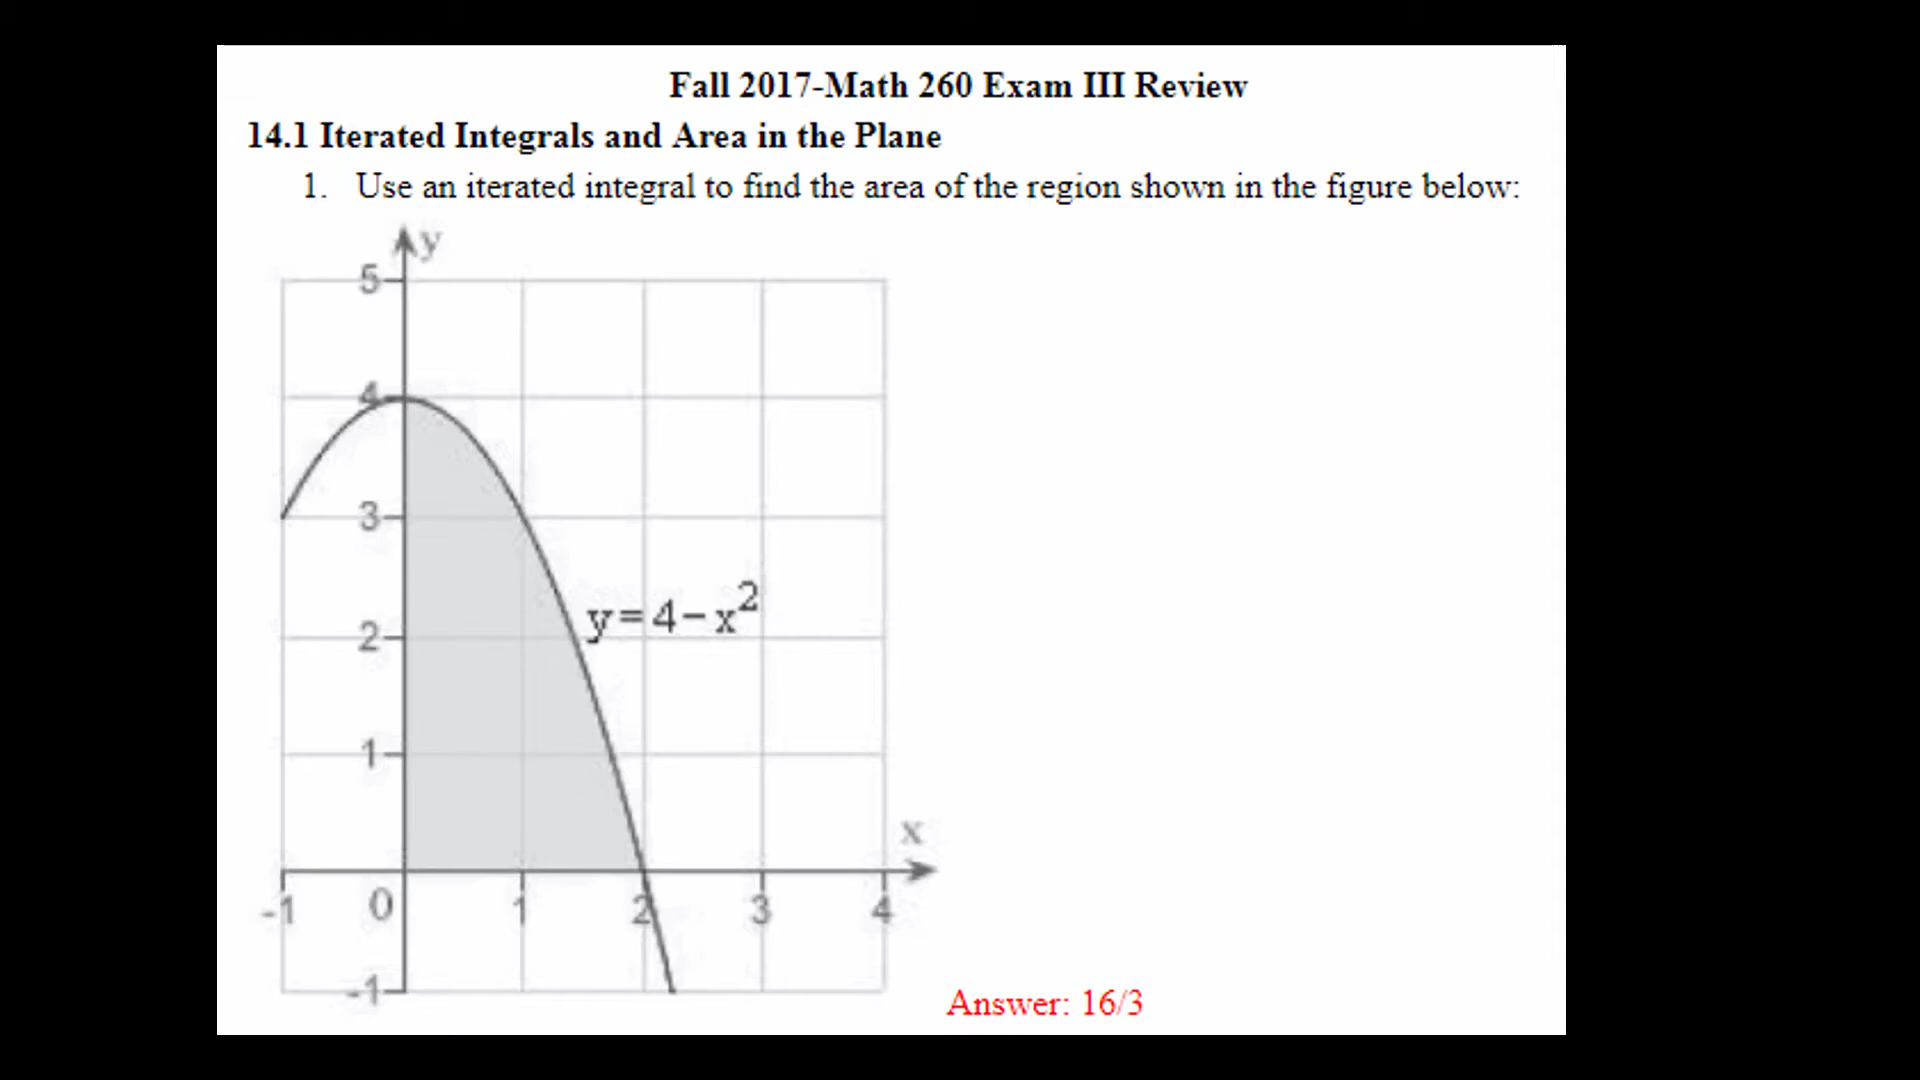 Fall 2017-Math 260 Exam III Review
14.1 Iterated Integrals and Area in the Plane
1. Use an iterated integral to find the area of the region shown in the figure below:
y
5
4
3
y=4−x²
2
1
x
-1 0 1 2 3 4
-1
Answer: 16/3